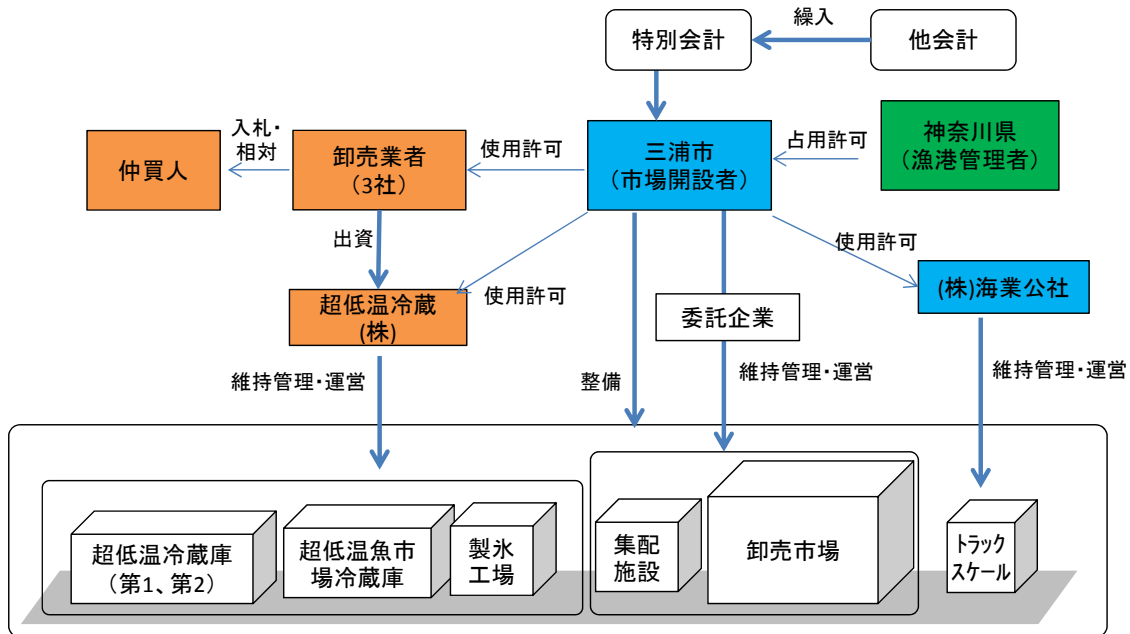 繰入
特別会計
他会計
入札・
相対
仲買人
卸売業者
（3社）
使用許可
三浦市
（市場開設者）
占用許可
神奈川県
（漁港管理者）
出資
使用許可
使用許可
超低温冷蔵
(株)
委託企業
(株)海業公社
維持管理・運営
整備
維持管理・運営
維持管理・運営
超低温冷蔵庫
（第1、第2）
超低温魚市
場冷蔵庫
製氷
工場
集配
施設
卸売市場
トラック
スケール